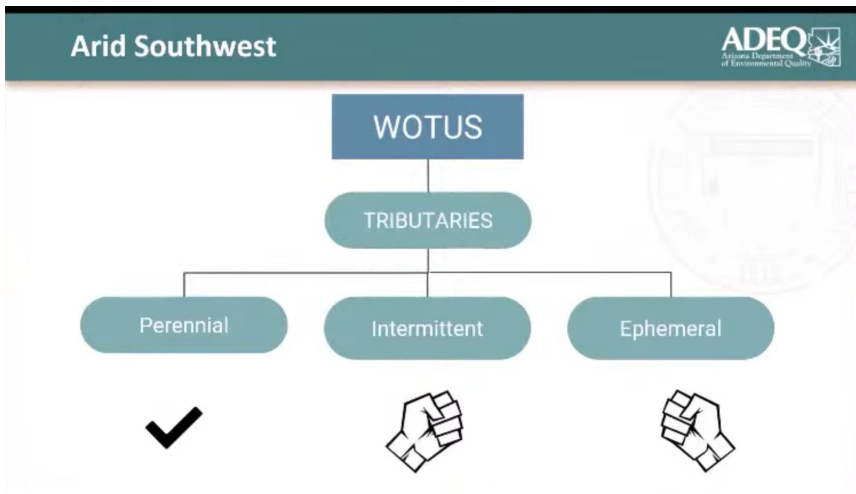 Arid Southwest
ADEQ
Arizona Department
of Environmental Quality
WOTUS
TRIBUTARIES
Perennial
Intermittent
Ephemeral